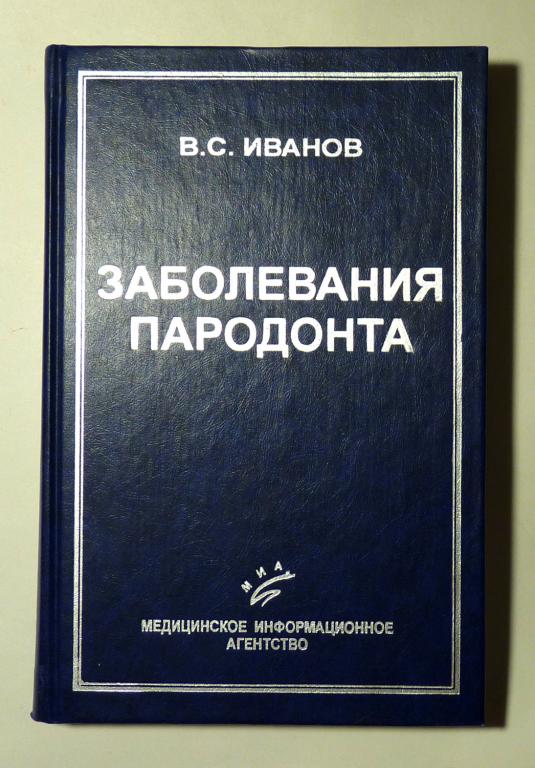 В.С. ИВАНОВ
ЗАБОЛЕВАНИЯ
ПАРОДОНТА
МИА
МЕДИЦИНСКОЕ ИНФОРМАЦИОННОЕ
АГЕНТСТВО